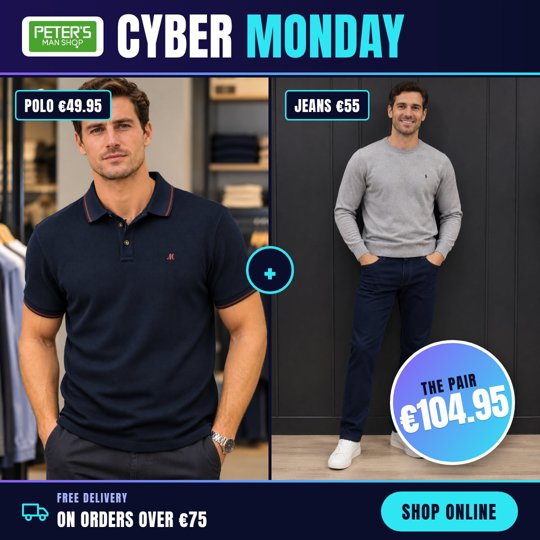 PETER'S
MAN SHOP
CYBER MONDAY
POLO €49.95
JEANS €55
+
THE PAIR
€104.95
FREE DELIVERY
ON ORDERS OVER €75
SHOP ONLINE